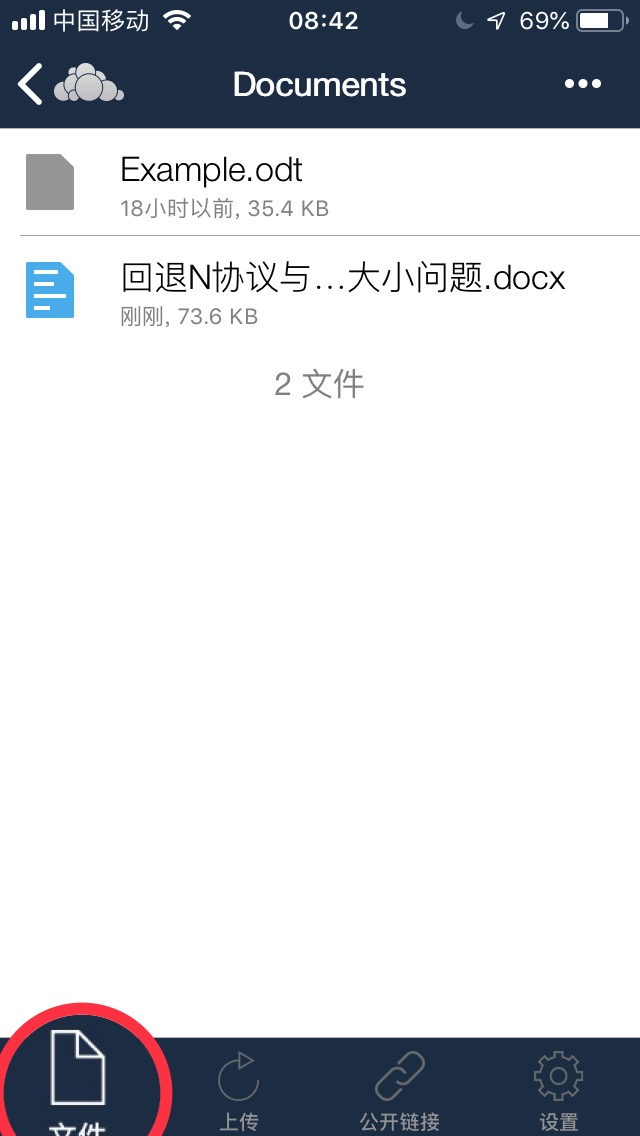 中国移动 08:42 69%
Documents
Example.odt
18小时以前, 35.4 KB
回退N协议与...大小问题.docx
刚刚, 73.6 KB
2 文件
文件 上传 公开链接 设置